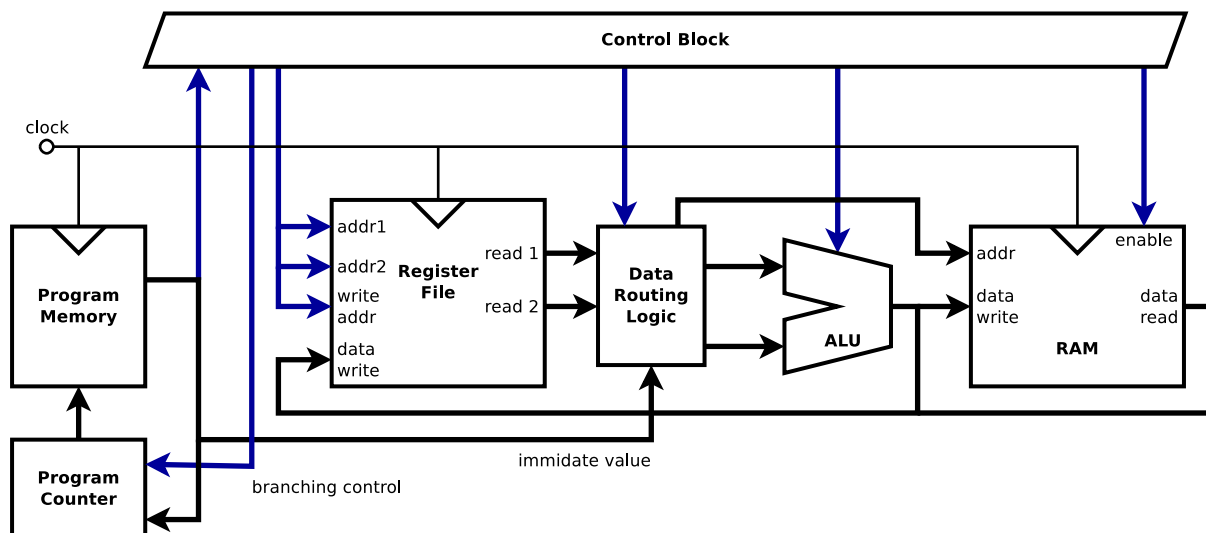 Control Block
clock
addr1
addr2
write
addr
data
write
Register
File
read 1
read 2
Program
Memory
Data
Routing
Logic
ALU
addr
data
write
enable
data
read
RAM
Program
Counter
immidate value
branching control